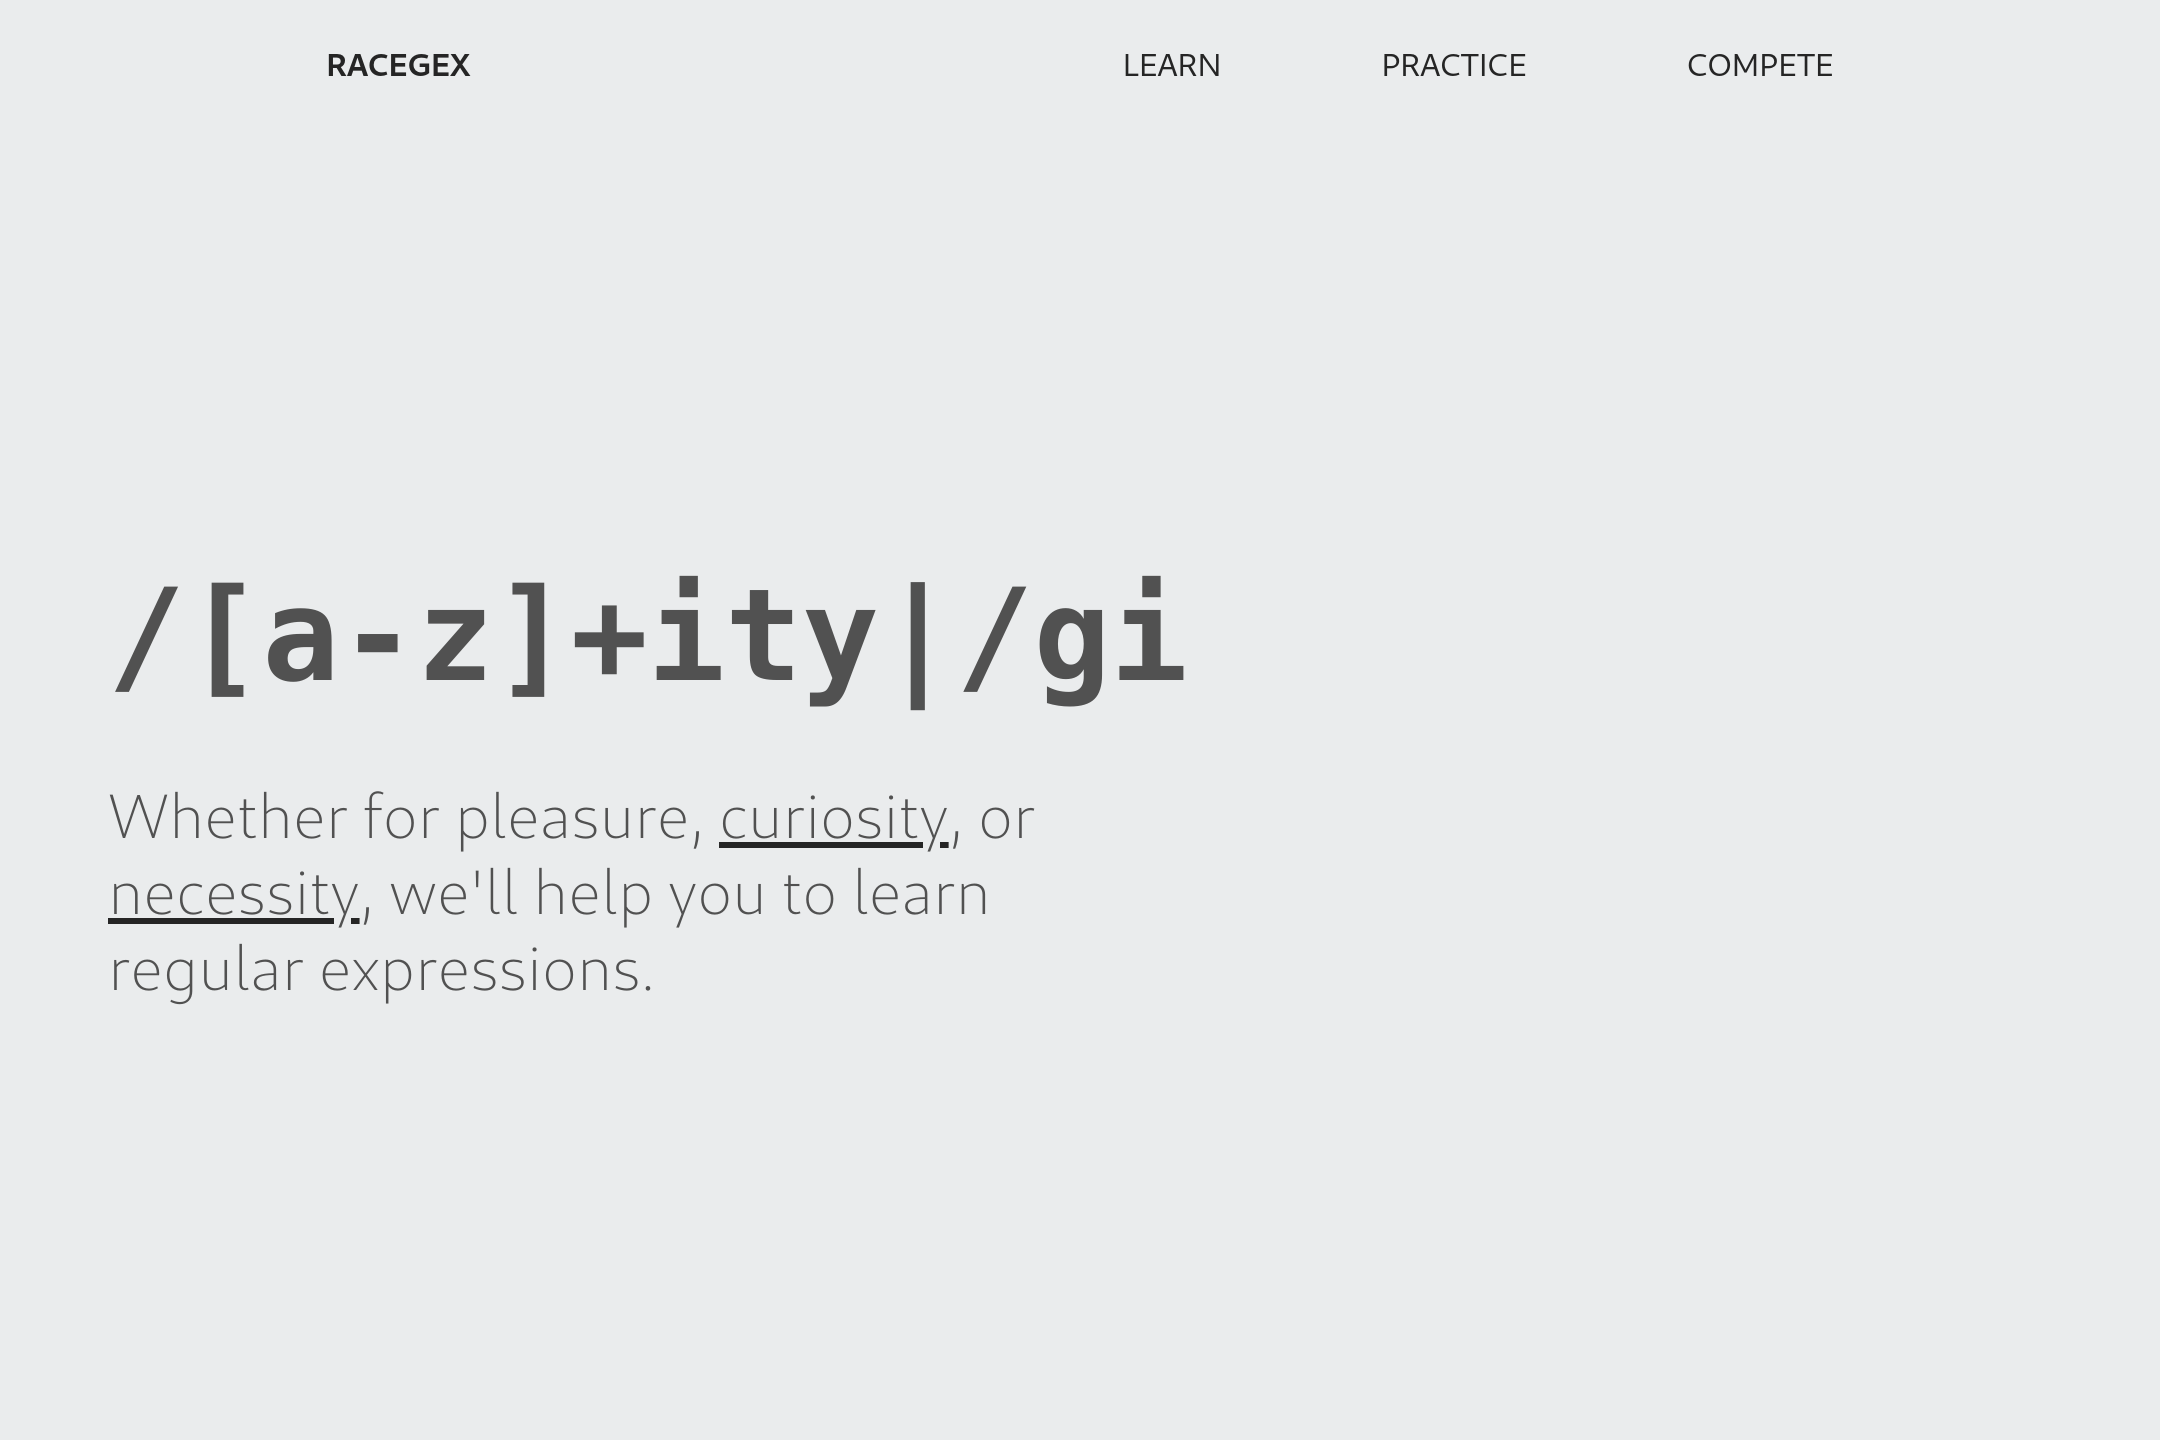 RACEGEX LEARN PRACTICE COMPETE
/[a-z]+ity|/gi
Whether for pleasure, curiosity, or
necessity, we'll help you to learn
regular expressions.